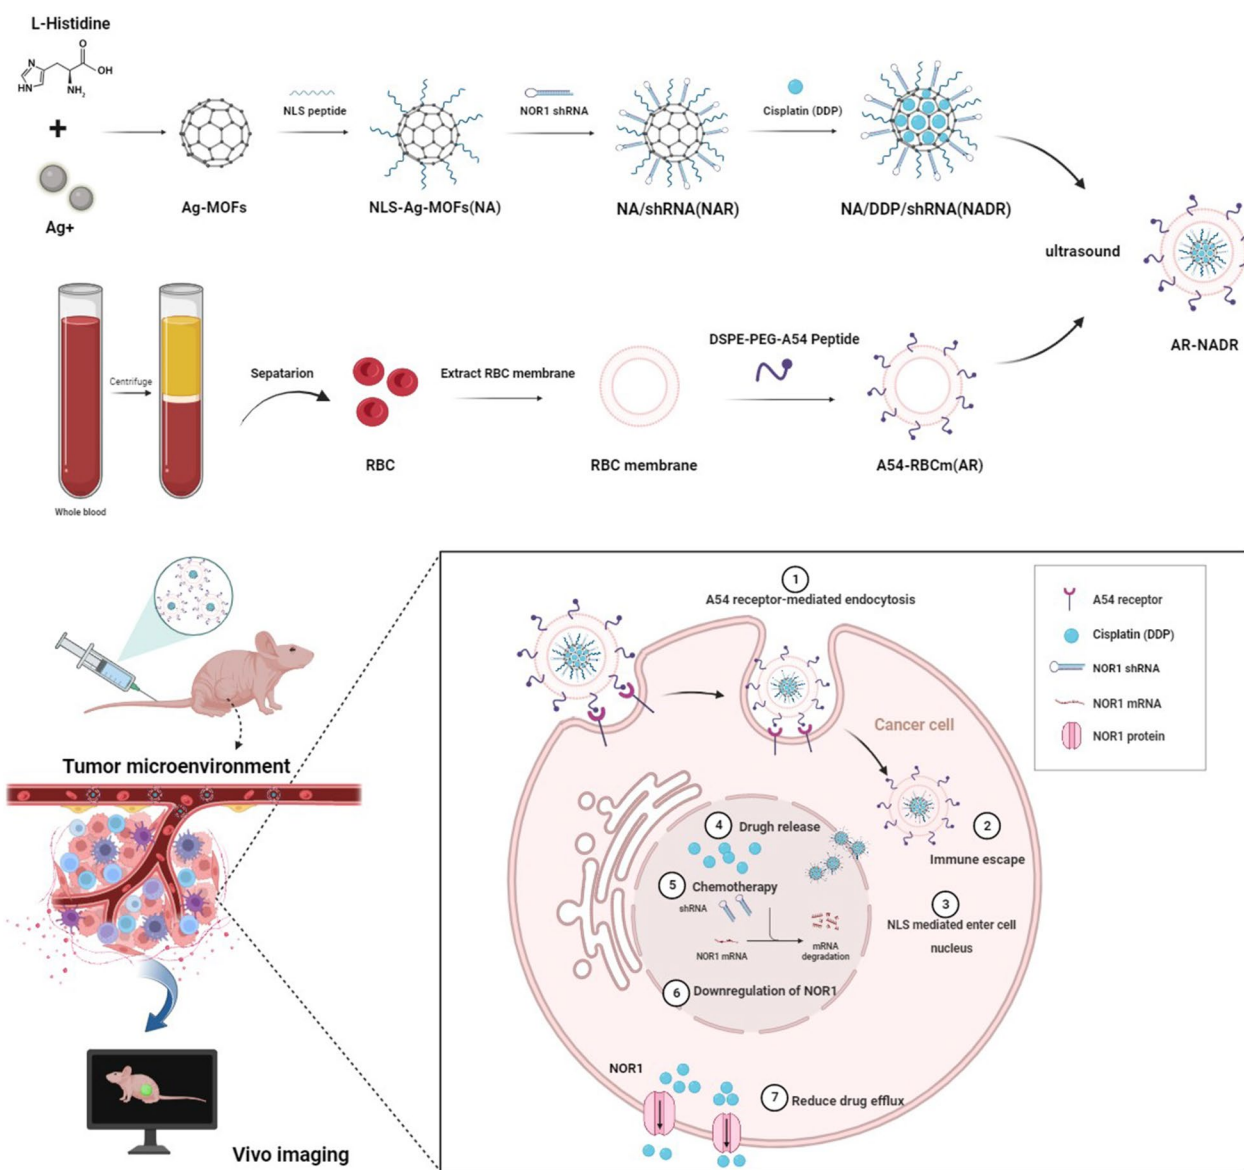 L-Histidine
O
OH
N
HN
NH2
+
Ag+
Ag-MOFs
NLS peptide
NLS-Ag-MOFs(NA)
NOR1 shRNA
NA/shRNA(NAR)
Cisplatin (DDP)
NA/DDP/shRNA(NADR)
ultrasound
AR-NADR
Whole blood
Centrifuge
Sepatarion
RBC
Extract RBC membrane
RBC membrane
DSPE-PEG-A54 Peptide
A54-RBCm(AR)
Tumor microenvironment
Vivo imaging
1
A54 receptor-mediated endocytosis
Cancer cell
2
Immune escape
3
NLS mediated enter cell
nucleus
4
Drugh release
5
Chemotherapy
shRNA
NOR1 mRNA
mRNA
degradation
6
Downregulation of NOR1
NOR1
7
Reduce drug efflux
A54 receptor
Cisplatin (DDP)
NOR1 shRNA
NOR1 mRNA
NOR1 protein